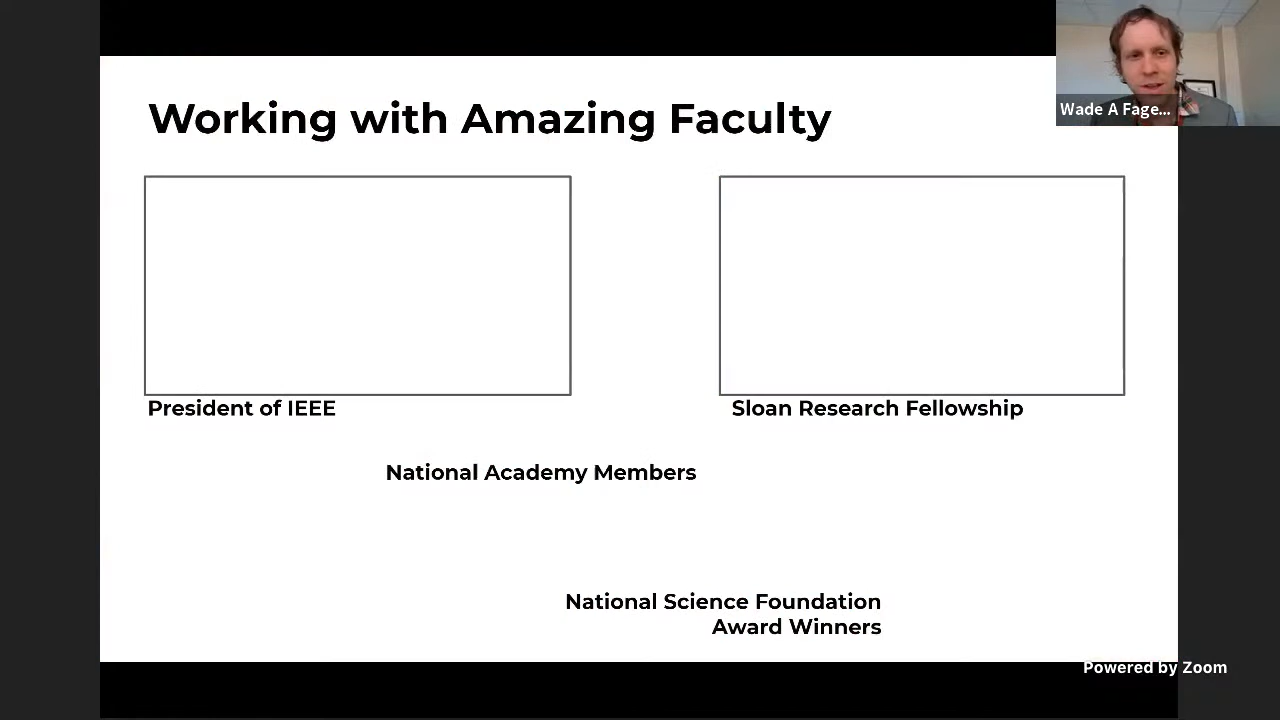 Working with Amazing Faculty
Wade A Fage...
President of IEEE
Sloan Research Fellowship
National Academy Members
National Science Foundation
Award Winners
Powered by Zoom